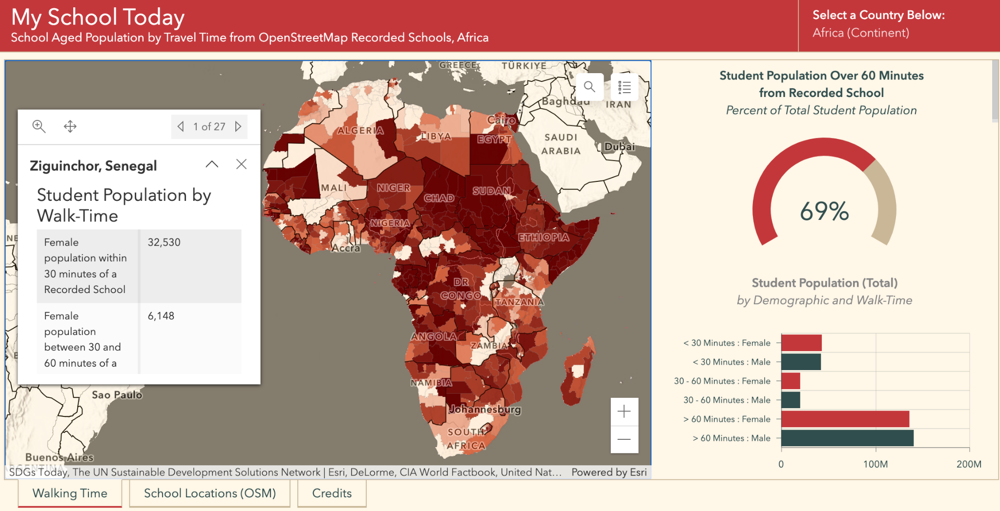 My School Today
School Aged Population by Travel Time from OpenStreetMap Recorded Schools, Africa
Select a Country Below:
Africa (Continent)
GREECE
TÜRKIYE
Baghdad
IRAN
Cairo
ALGERIA
LIBYA
EGYPT
SAUDI
ARABIA
Dubai
MALI
NIGER
CHAD
SUDAN
NIGERIA
ETHIOPIA
Accra
DR
CONGO
TANZANIA
ANGOLA
ZAMBIA
NAMIBIA
Johannesburg
SOUTH
AFRICA
Sao Paulo
Buenos Aires
1 of 27
Ziguinchor, Senegal
Student Population by
Walk-Time
Female
population within
30 minutes of a
Recorded School
32,530
Female
population
between 30 and
60 minutes of a
6,148
SDGs Today, The UN Sustainable Development Solutions Network | Esri, DeLorme, CIA World Factbook, United Nat...
Powered by Esri
Student Population Over 60 Minutes
from Recorded School
Percent of Total Student Population
69%
Student Population (Total)
by Demographic and Walk-Time
< 30 Minutes : Female
< 30 Minutes : Male
30 - 60 Minutes : Female
30 - 60 Minutes : Male
> 60 Minutes : Female
> 60 Minutes : Male
0
100M
200M
Walking Time
School Locations (OSM)
Credits